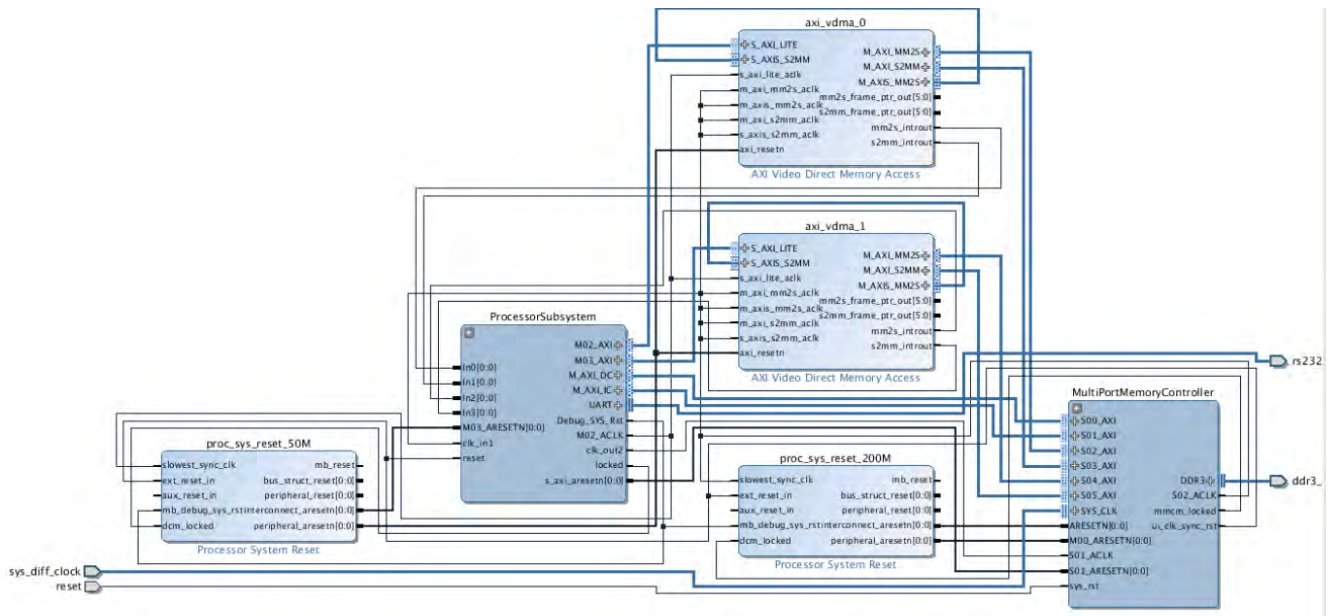 axi_vdma_0
S_AXI_LITE
S_AXIS_S2MM
s_axi_lite_aclk
m_axi_mm2s_aclk
m_axis_mm2s_aclk
m_axi_s2mm_aclk
s_axis_s2mm_aclk
axi_resetn
M_AXI_MM2S
M_AXI_S2MM
M_AXIS_MM2S
mm2s_frame_ptr_out[5:0]
s2mm_frame_ptr_out[5:0]
mm2s_introut
s2mm_introut
AXI Video Direct Memory Access
axi_vdma_1
S_AXI_LITE
S_AXIS_S2MM
s_axi_lite_aclk
m_axi_mm2s_aclk
m_axis_mm2s_aclk
m_axi_s2mm_aclk
s_axis_s2mm_aclk
axi_resetn
M_AXI_MM2S
M_AXI_S2MM
M_AXIS_MM2S
mm2s_frame_ptr_out[5:0]
s2mm_frame_ptr_out[5:0]
mm2s_introut
s2mm_introut
AXI Video Direct Memory Access
ProcessorSubsystem
In0[0:0]
In1[0:0]
In2[0:0]
In3[0:0]
M03_ARESETN[0:0]
clk_in1
reset
M02_AXI
M03_AXI
M_AXI_DC
M_AXI_IC
UART
Debug_SYS_Rst
M02_ACLK
clk_out2
locked
s_axi_aresetn[0:0]
proc_sys_reset_50M
slowest_sync_clk
ext_reset_in
aux_reset_in
mb_debug_sys_rst
dcm_locked
mb_reset
bus_struct_reset[0:0]
peripheral_reset[0:0]
interconnect_aresetn[0:0]
peripheral_aresetn[0:0]
Processor System Reset
proc_sys_reset_200M
slowest_sync_clk
ext_reset_in
aux_reset_in
mb_debug_sys_rst
dcm_locked
mb_reset
bus_struct_reset[0:0]
peripheral_reset[0:0]
interconnect_aresetn[0:0]
peripheral_aresetn[0:0]
Processor System Reset
MultiPortMemoryController
S00_AXI
S01_AXI
S02_AXI
S03_AXI
S04_AXI
S05_AXI
SYS_CLK
ARESETN[0:0]
M00_ARESETN[0:0]
S01_ACLK
S01_ARESETN[0:0]
sys_rst
DDR3
S02_ACLK
mmcm_locked
ui_clk_sync_rst
rs232
ddr3_
sys_diff_clock
reset